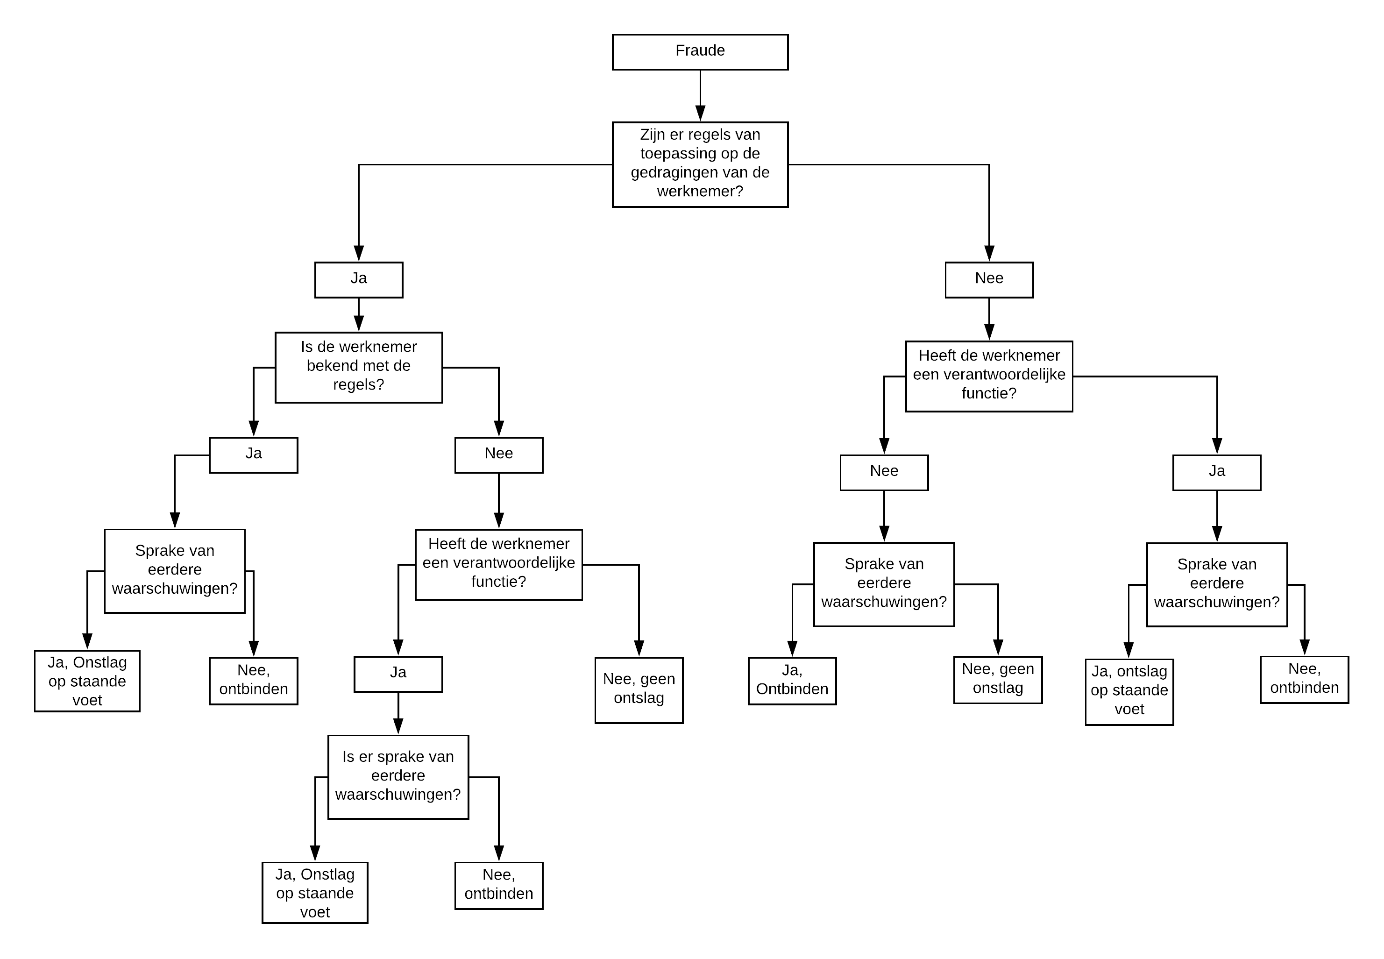 Fraude
Zijn er regels van
toepassing op de
gedragingen van de
werknemer?
Ja
Nee
Is de werknemer
bekend met de
regels?
Heeft de werknemer
een verantwoordelijke
functie?
Ja
Nee
Nee
Ja
Sprake van
eerdere
waarschuwingen?
Heeft de werknemer
een verantwoordelijke
functie?
Sprake van
eerdere
waarschuwingen?
Sprake van
eerdere
waarschuwingen?
Ja, Onstlag
op staande
voet
Nee,
ontbinden
Ja
Nee, geen
ontslag
Ja,
Ontbinden
Nee, geen
onstlag
Ja, ontslag
op staande
voet
Nee,
ontbinden
Is er sprake van
eerdere
waarschuwingen?
Ja, Onstlag
op staande
voet
Nee,
ontbinden